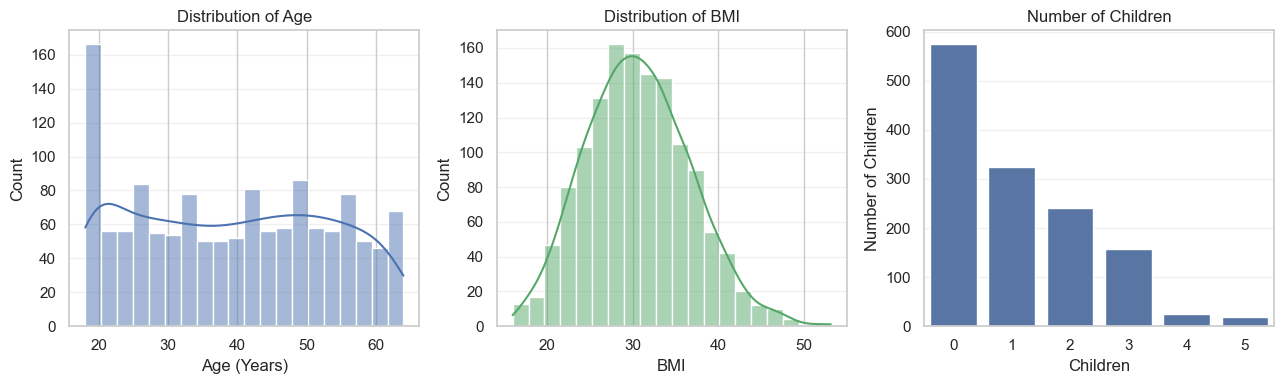 Distribution of Age
160
140
120
100
80
60
40
20
0
Count
20 30 40 50 60
Age (Years)
Distribution of BMI
160
140
120
100
80
60
40
20
0
Count
20 30 40 50
BMI
Number of Children
600
500
400
300
200
100
0
Number of Children
0 1 2 3 4 5
Children